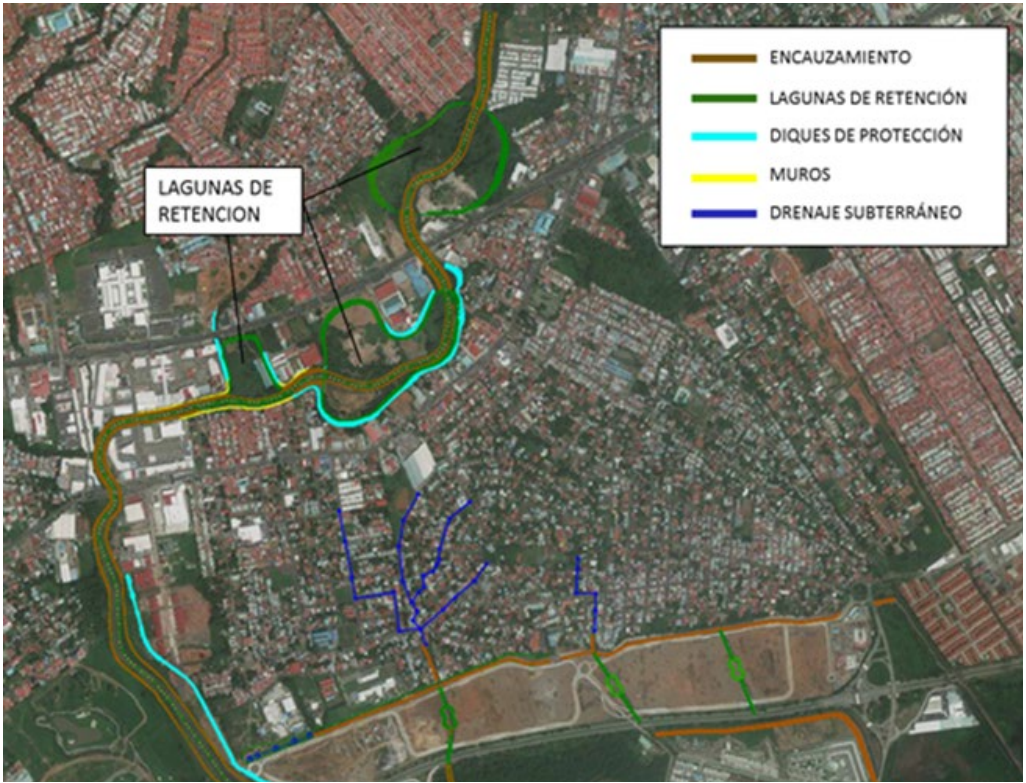 ENCAUZAMIENTO
LAGUNAS DE RETENCIÓN
DIQUES DE PROTECCIÓN
MUROS
DRENAJE SUBTERRÁNEO
LAGUNAS DE
RETENCION